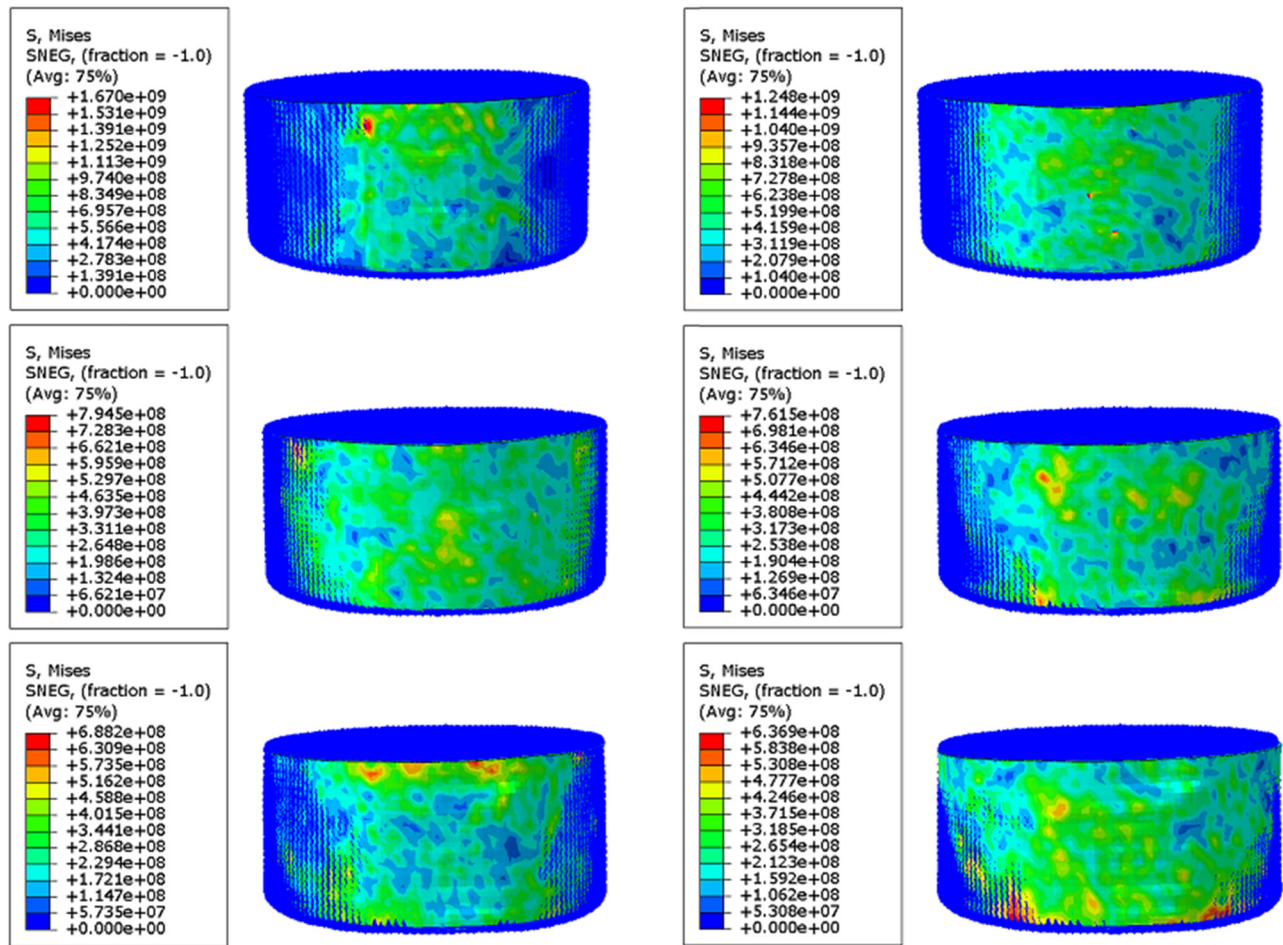 S, Mises
SNEG, (fraction = -1.0)
(Avg: 75%)
+1.670e+09
+1.531e+09
+1.391e+09
+1.252e+09
+1.113e+09
+9.740e+08
+8.349e+08
+6.957e+08
+5.566e+08
+4.174e+08
+2.783e+08
+1.391e+08
+0.000e+00
S, Mises
SNEG, (fraction = -1.0)
(Avg: 75%)
+1.248e+09
+1.144e+09
+1.040e+09
+9.357e+08
+8.318e+08
+7.278e+08
+6.238e+08
+5.199e+08
+4.159e+08
+3.119e+08
+2.079e+08
+1.040e+08
+0.000e+00
S, Mises
SNEG, (fraction = -1.0)
(Avg: 75%)
+7.945e+08
+7.283e+08
+6.621e+08
+5.959e+08
+5.297e+08
+4.635e+08
+3.973e+08
+3.311e+08
+2.648e+08
+1.986e+08
+1.324e+08
+6.621e+07
+0.000e+00
S, Mises
SNEG, (fraction = -1.0)
(Avg: 75%)
+7.615e+08
+6.981e+08
+6.346e+08
+5.712e+08
+5.077e+08
+4.442e+08
+3.808e+08
+3.173e+08
+2.538e+08
+1.904e+08
+1.269e+08
+6.346e+07
+0.000e+00
S, Mises
SNEG, (fraction = -1.0)
(Avg: 75%)
+6.882e+08
+6.309e+08
+5.735e+08
+5.162e+08
+4.588e+08
+4.015e+08
+3.441e+08
+2.868e+08
+2.294e+08
+1.721e+08
+1.147e+08
+5.735e+07
+0.000e+00
S, Mises
SNEG, (fraction = -1.0)
(Avg: 75%)
+6.369e+08
+5.838e+08
+5.308e+08
+4.777e+08
+4.246e+08
+3.715e+08
+3.185e+08
+2.654e+08
+2.123e+08
+1.592e+08
+1.062e+08
+5.308e+07
+0.000e+00